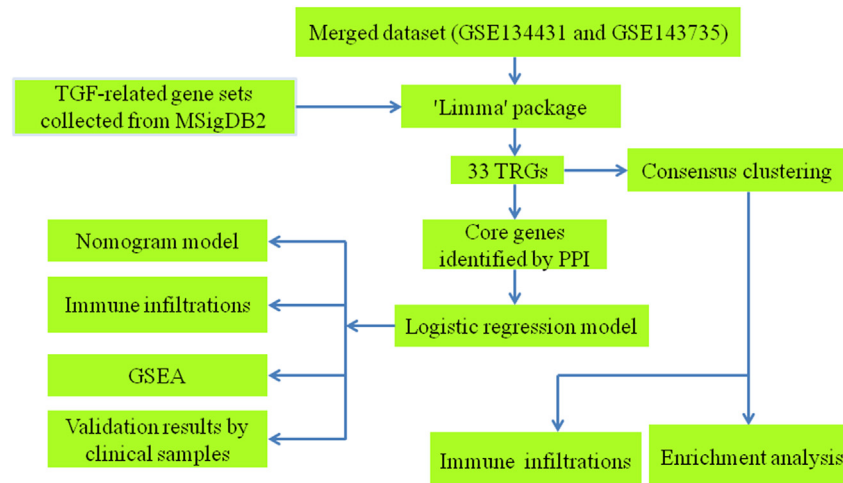 Merged dataset (GSE134431 and GSE143735)
TGF-related gene sets
collected from MSigDB2
'Limma' package
33 TRGs
Consensus clustering
Core genes
identified by PPI
Nomogram model
Immune infiltrations
Logistic regression model
GSEA
Validation results by
clinical samples
Immune infiltrations
Enrichment analysis